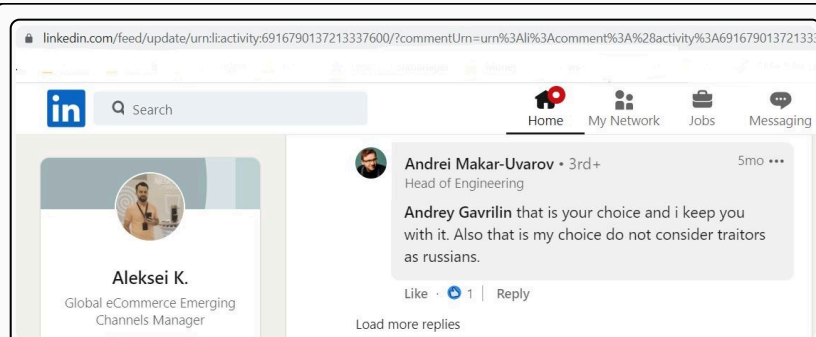 linkedin.com/feed/update/urn:li:activity:6916790137213337600/?commentUrn=urn%3Ali%3Acomment%3A%28activity%3A691679013721333
in
Search
Home
My Network
Jobs
Messaging
Andrei Makar-Uvarov • 3rd+
5mo •••
Head of Engineering
Andrey Gavrilin that is your choice and i keep you
with it. Also that is my choice do not consider traitors
as russians.
Like · 1 | Reply
Load more replies
Aleksei K.
Global eCommerce Emerging
Channels Manager